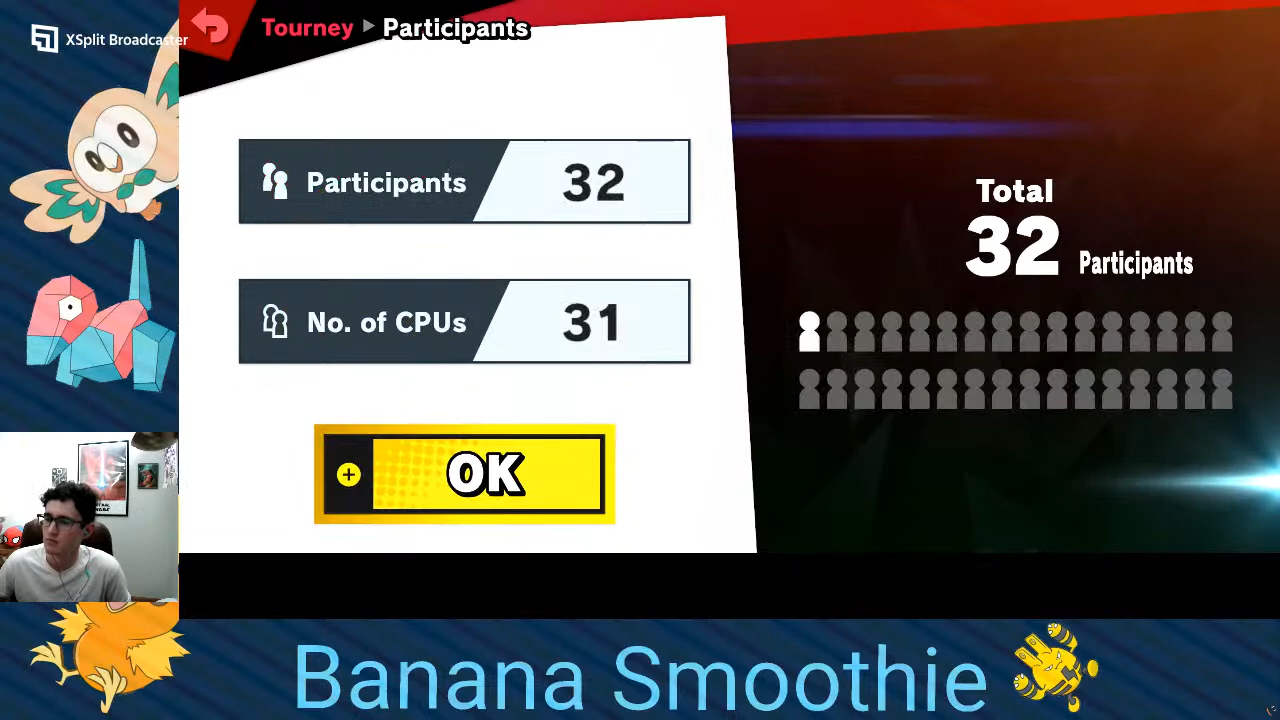 XSplit Broadcaster
Tourney Participants
Participants 32
No. of CPUs 31
OK
Total
32 Participants
Banana Smoothie